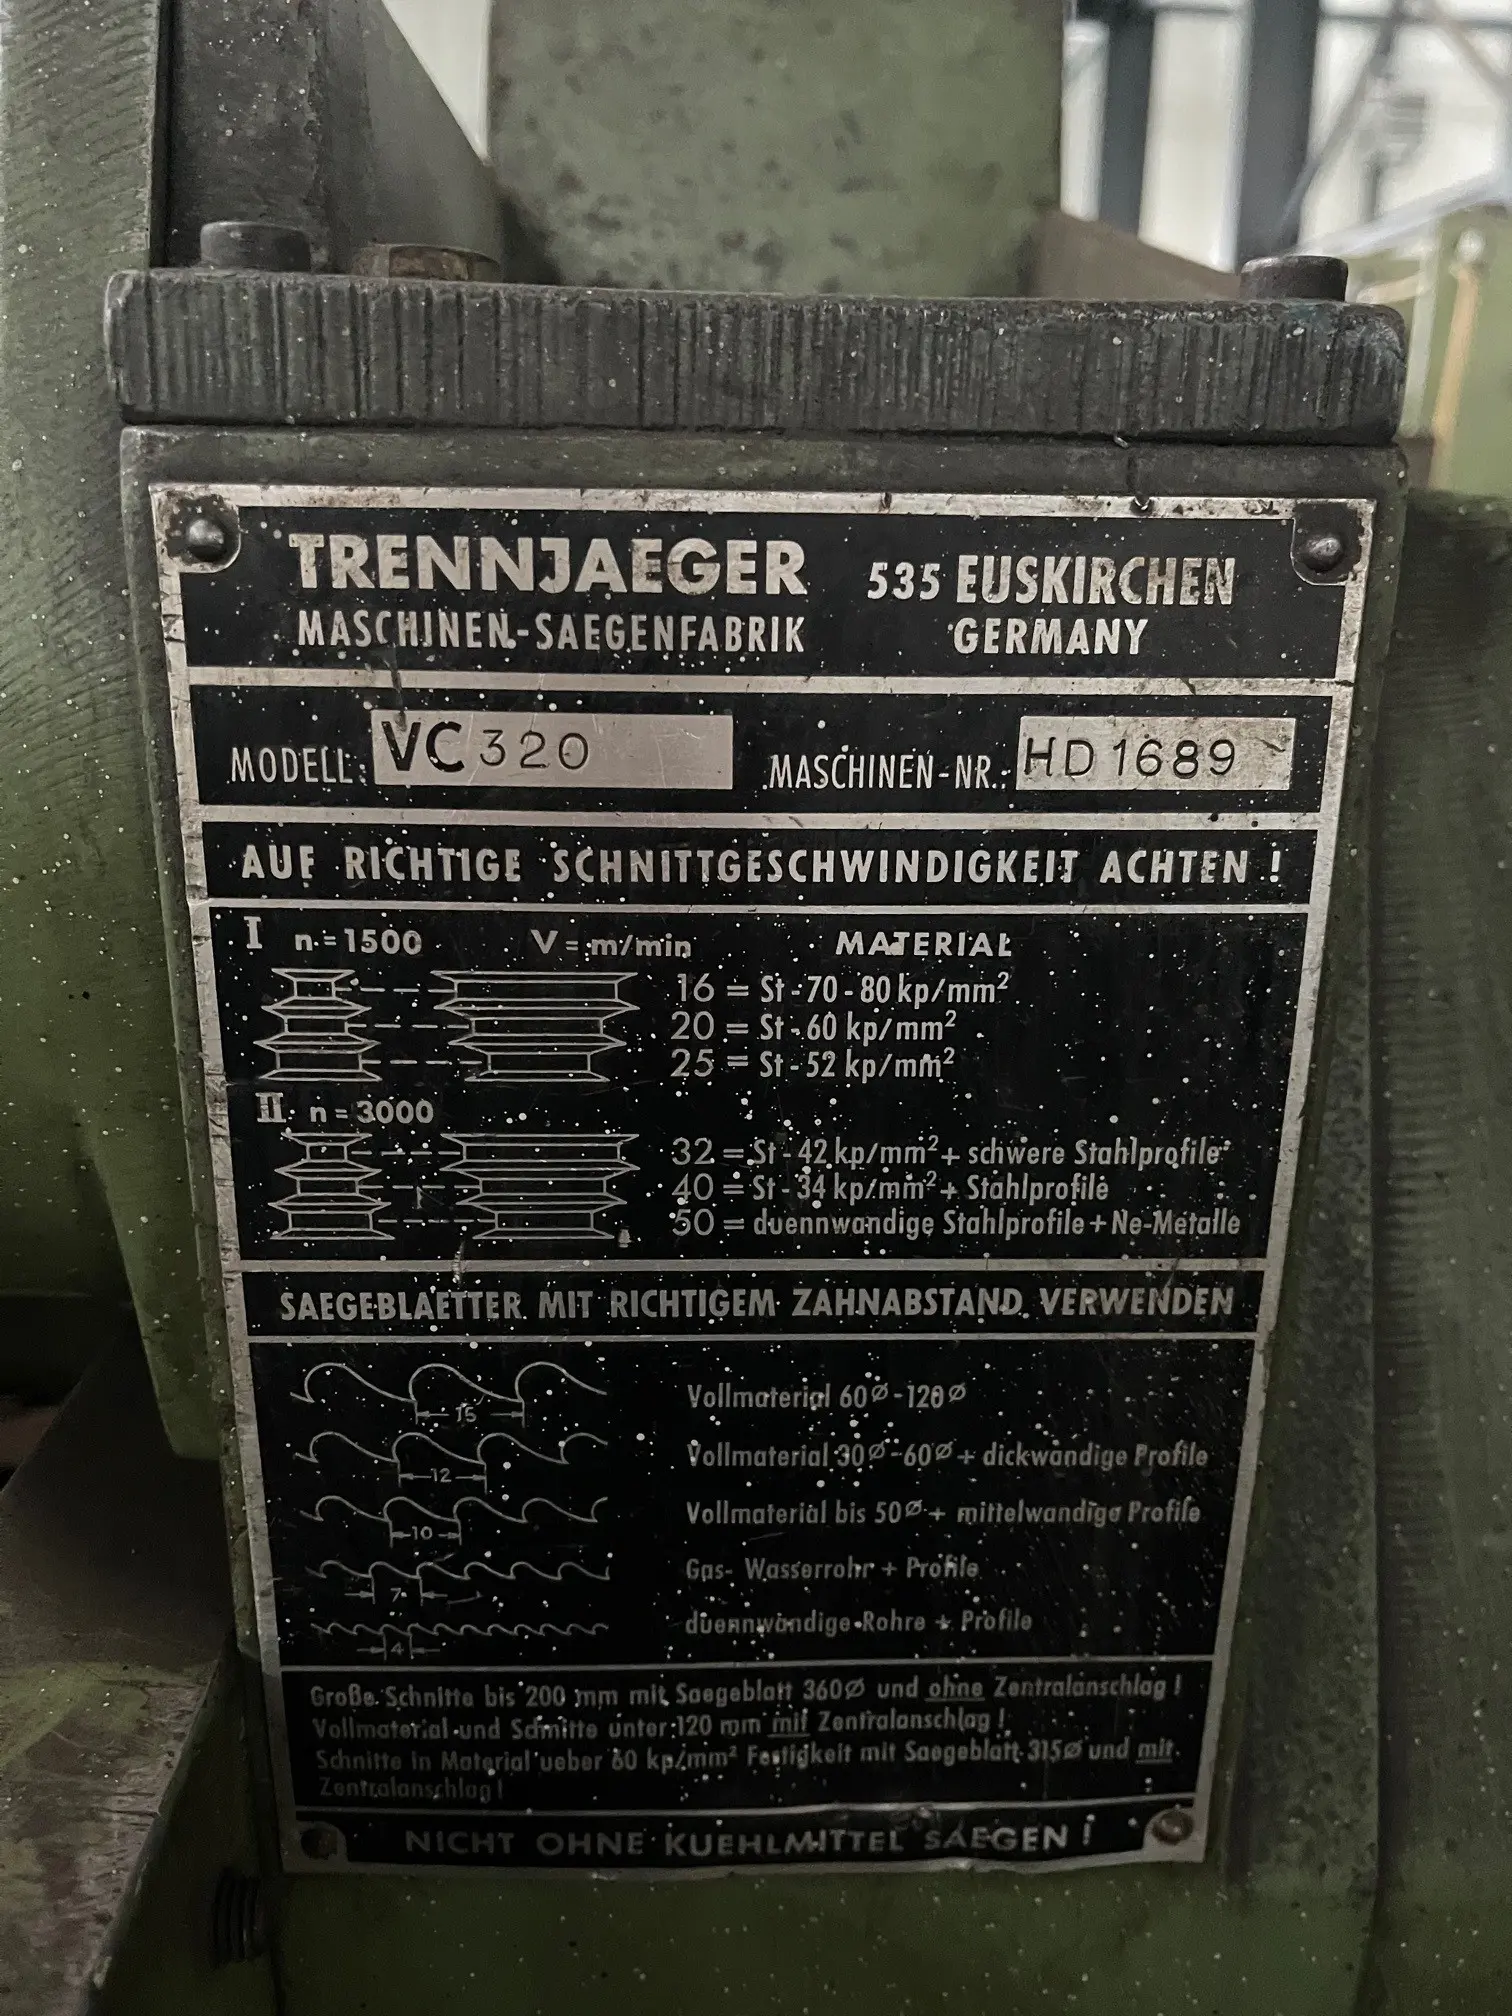 TRENNJAEGER 535 EUSKIRCHEN
MASCHINEN-SAEGENFABRIK GERMANY
MODELL: VC 320 MASCHINEN-NR.: HD 1689
AUF RICHTIGE SCHNITTGESCHWINDIGKEIT ACHTEN !
I n = 1500 V = m/min MATERIAL
16 = St - 70 - 80 kp/mm²
20 = St - 60 kp/mm²
25 = St - 52 kp/mm²
II n = 3000
32 = St - 42 kp/mm² + schwere Stahlprofile
40 = St - 34 kp/mm² + Stahlprofile
50 = duennwandige Stahlprofile + Ne-Metalle
SAEGEBLAETTER MIT RICHTIGEM ZAHNABSTAND VERWENDEN
15 Vollmaterial 60⌀ - 120⌀
12 Vollmaterial 30⌀ - 60⌀ + dickwandige Profile
10 Vollmaterial bis 50⌀ + mittelwandige Profile
7 Gas- Wasserrohr + Profile
4 duennwandige Rohre + Profile
Große Schnitte bis 200 mm mit Saegeblatt 360⌀ und ohne Zentralanschlag !
Vollmaterial und Schnitte unter 120 mm mit Zentralanschlag !
Schnitte in Material ueber 60 kp/mm² Festigkeit mit Saegeblatt 315⌀ und mit
Zentralanschlag !
NICHT OHNE KUEHLMITTEL SAEGEN !